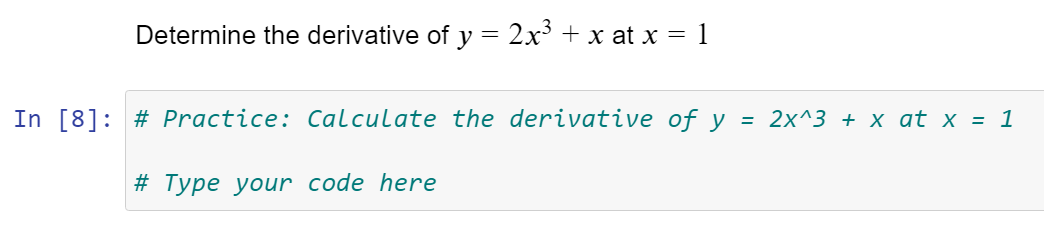 Determine the derivative of y = 2x³ + x at x = 1
In [8]: # Practice: Calculate the derivative of y = 2x^3 + x at x = 1
# Type your code here